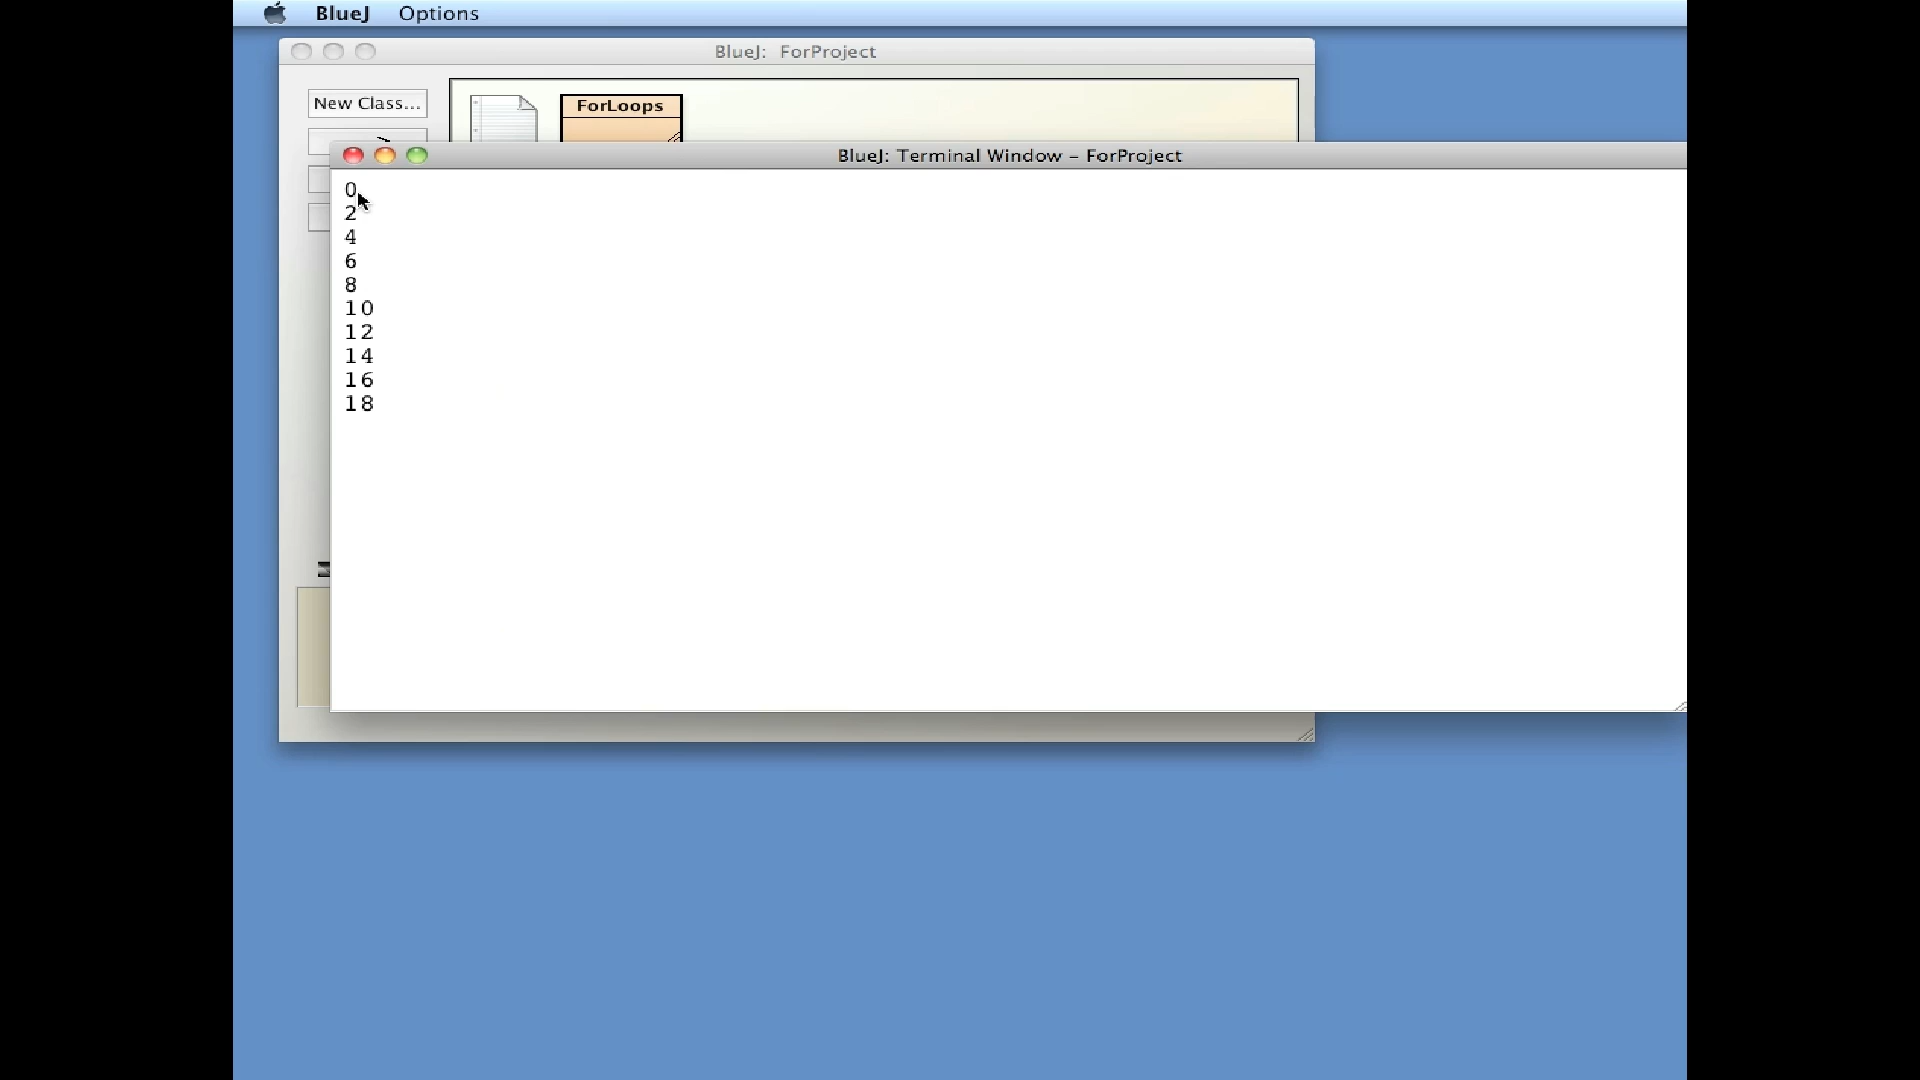 BlueJ Options
BlueJ: ForProject
New Class...
ForLoops
BlueJ: Terminal Window – ForProject
0
2
4
6
8
10
12
14
16
18